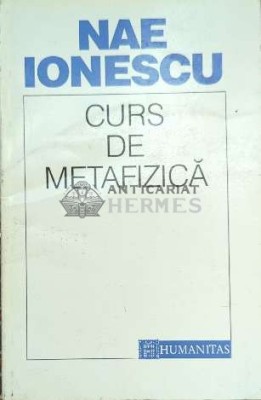 NAE
IONESCU
CURS
DE
METAFIZICĂ
ANTICARIAT
HERMES
HUMANITAS